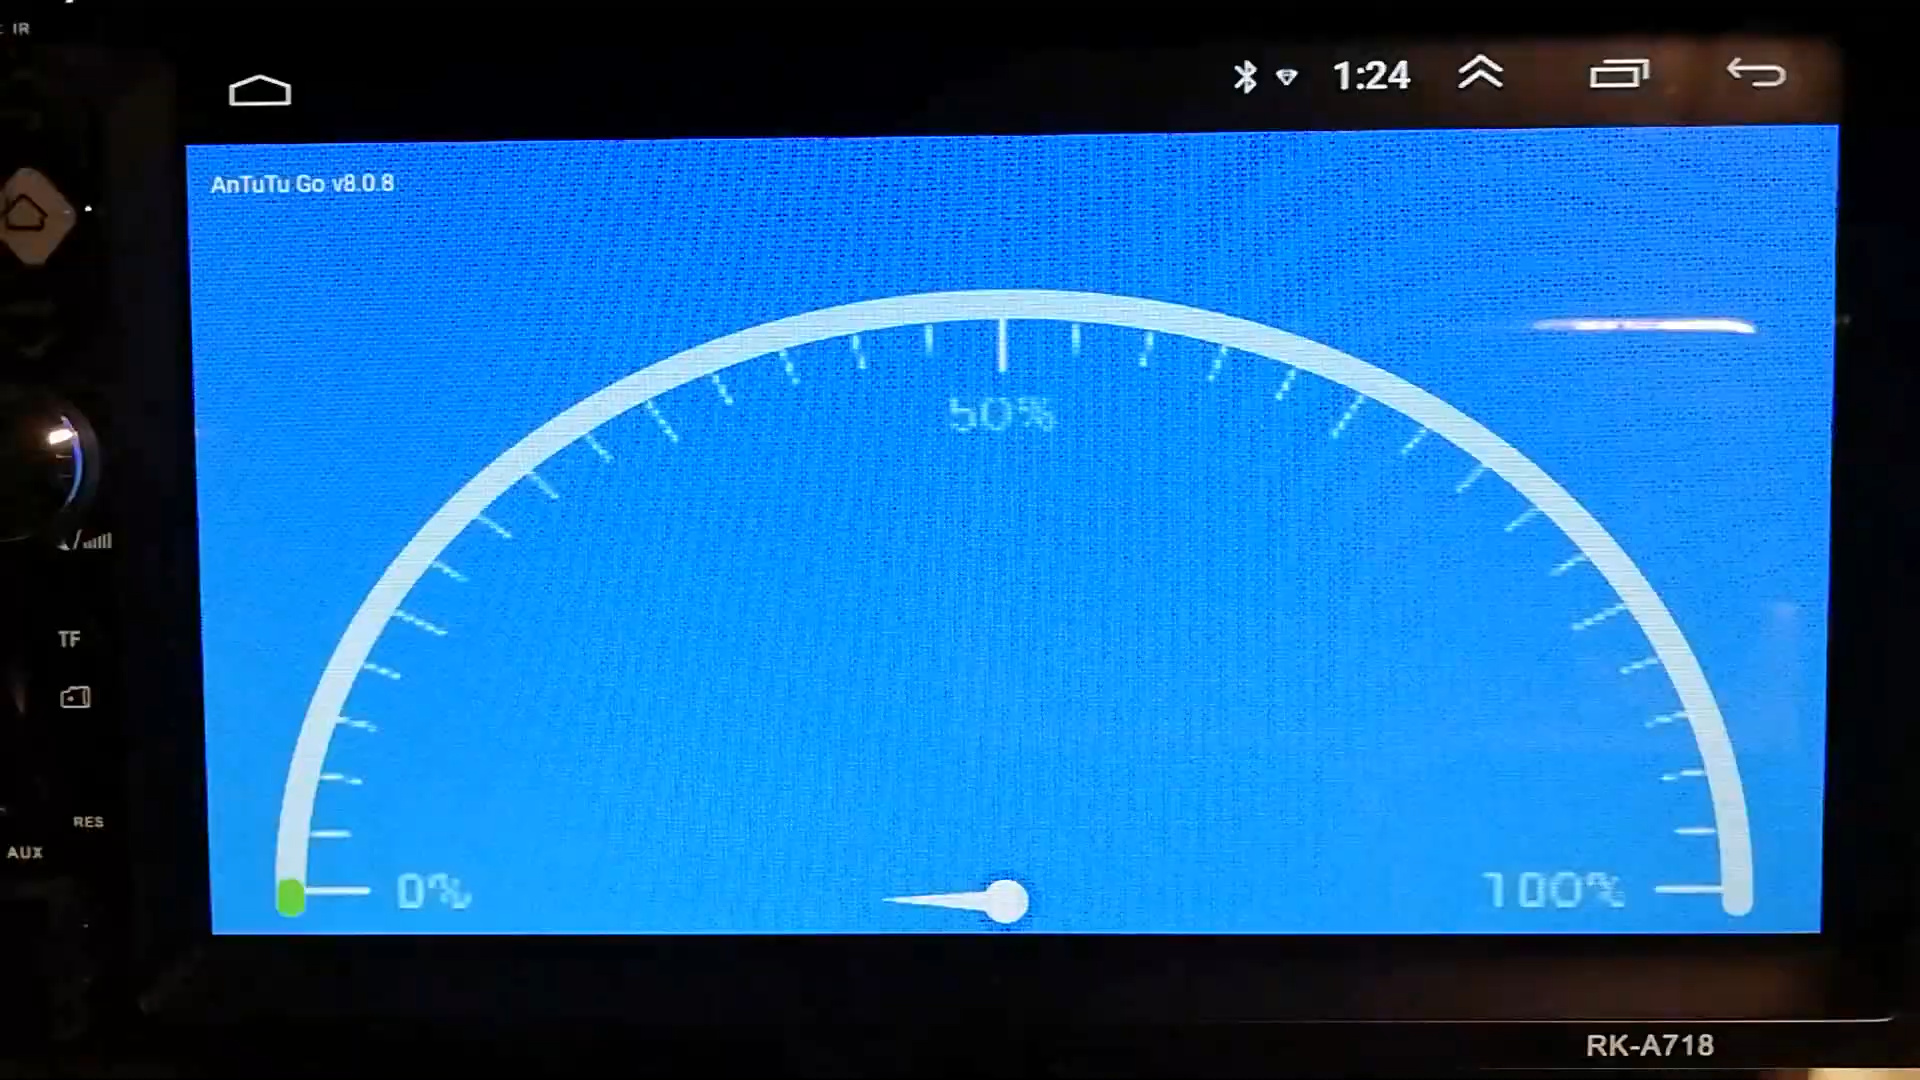 IR
1:24
AnTuTu Go v8.0.8
50%
TF
RES
AUX
0%
100%
RK-A718